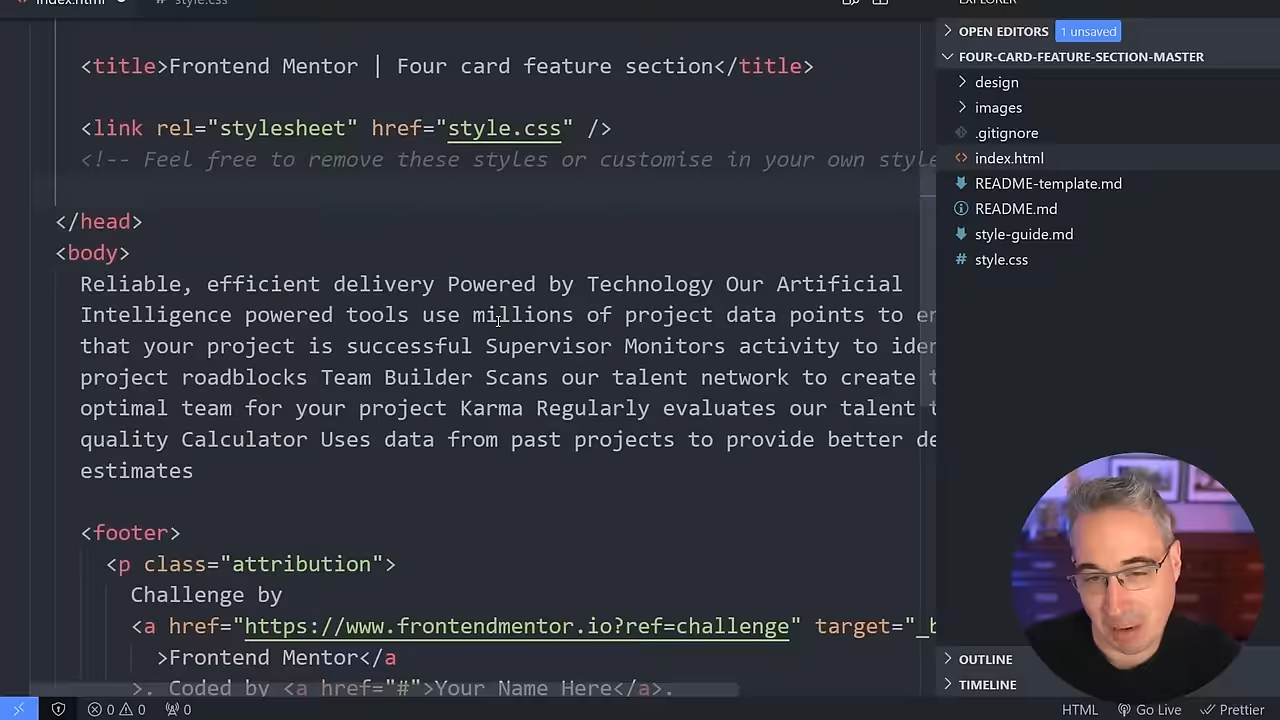 index.html
style.css
<title>Frontend Mentor | Four card feature section</title>
<link rel="stylesheet" href="style.css" />
<!-- Feel free to remove these styles or customise in your own style
</head>
<body>
Reliable, efficient delivery Powered by Technology Our Artificial
Intelligence powered tools use millions of project data points to
that your project is successful Supervisor Monitors activity to
project roadblocks Team Builder Scans our talent network to create
optimal team for your project Karma Regularly evaluates our talent
quality Calculator Uses data from past projects to provide better
estimates
<footer>
<p class="attribution">
Challenge by
<a href="https://www.frontendmentor.io?ref=challenge" target="_b
>Frontend Mentor</a
>. Coded by <a href="#">Your Name Here</a>.
EXPLORER
OPEN EDITORS 1 unsaved
FOUR-CARD-FEATURE-SECTION-MASTER
design
images
.gitignore
index.html
README-template.md
README.md
style-guide.md
style.css
OUTLINE
TIMELINE
0 0 0 HTML Go Live Prettier